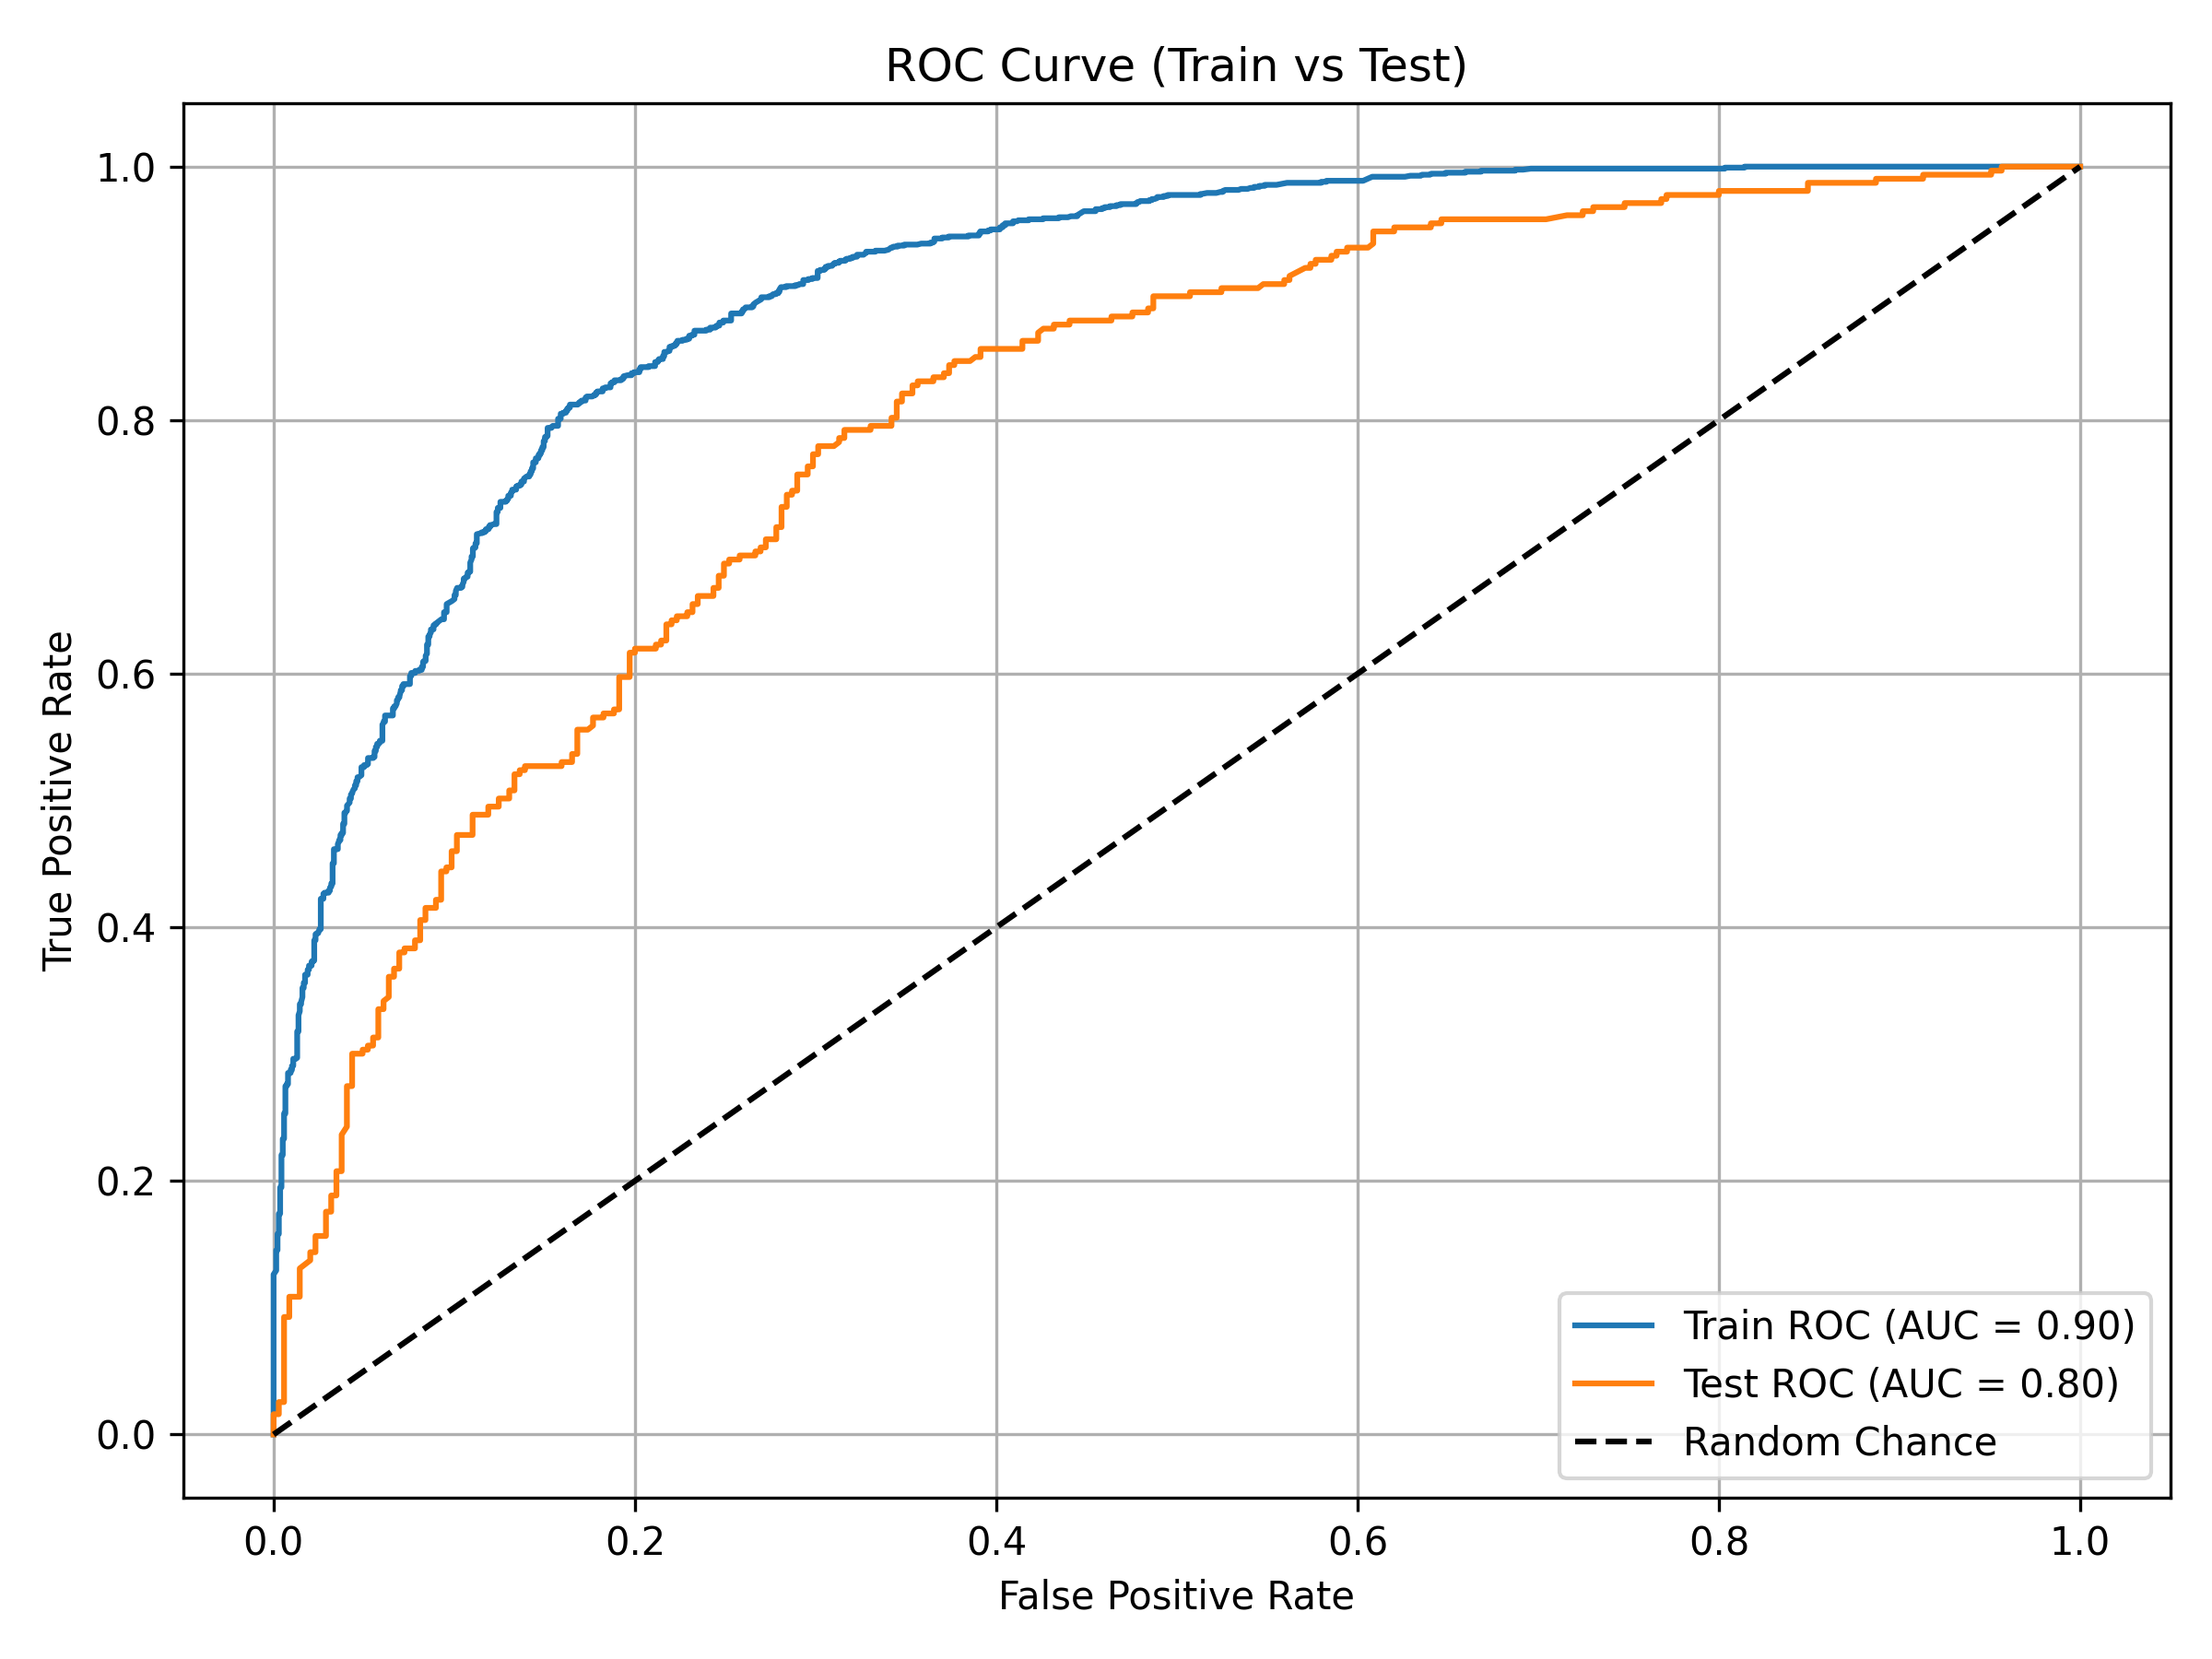 ROC Curve (Train vs Test)
True Positive Rate
1.0
0.8
0.6
0.4
0.2
0.0
Train ROC (AUC = 0.90)
Test ROC (AUC = 0.80)
Random Chance
0.0 0.2 0.4 0.6 0.8 1.0
False Positive Rate